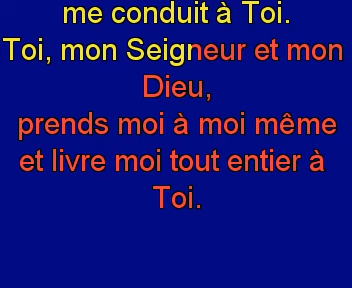 me conduit à Toi.
Toi, mon Seigneur et mon
Dieu,
prends moi à moi même
et livre moi tout entier à
Toi.